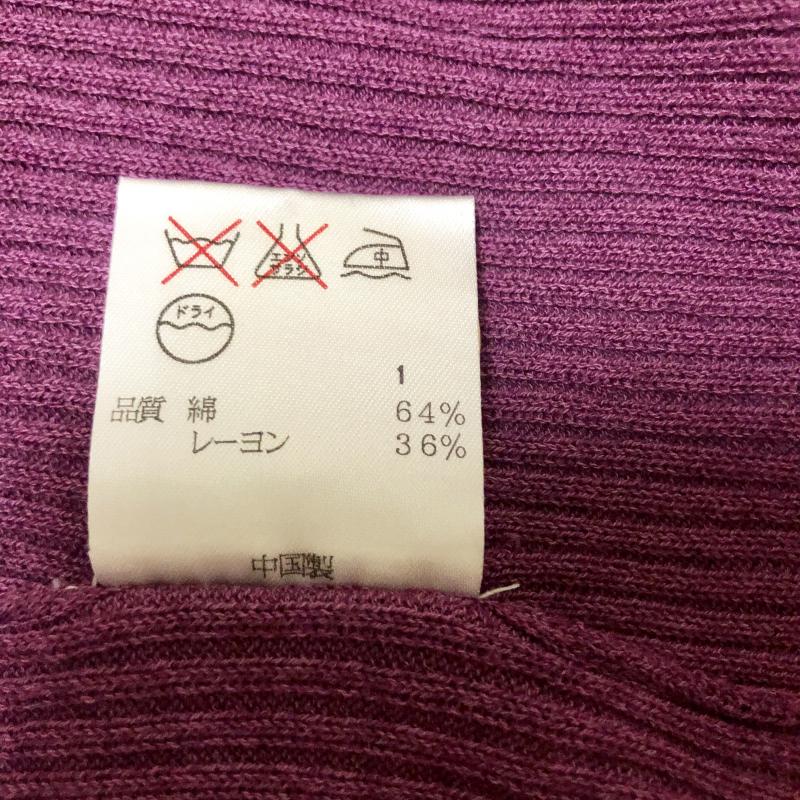 エンソ
サラシ
中
ドライ
1
品質 綿 64%
レーヨン 36%
中国製